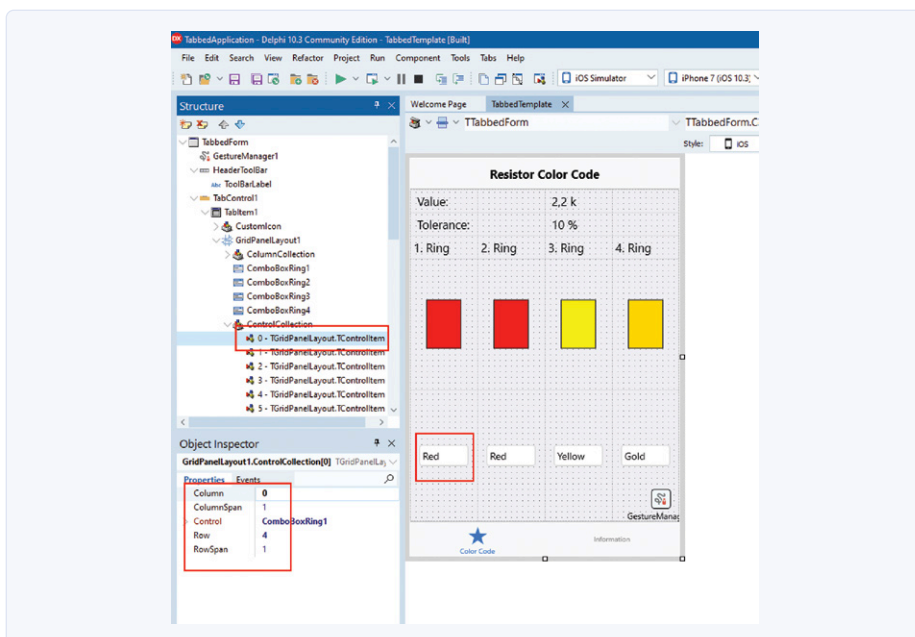 TabbedApplication - Delphi 10.3 Community Edition - TabbedTemplate [Built]
File Edit Search View Refactor Project Run Component Tools Tabs Help
iOS Simulator iPhone 7 (iOS 10.3)
Structure
TabbedForm
GestureManager1
HeaderToolBar
Abc ToolBarLabel
TabControl1
TabItem1
CustomIcon
GridPanelLayout1
ColumnCollection
ComboBoxRing1
ComboBoxRing2
ComboBoxRing3
ComboBoxRing4
ControlCollection
0 - TGridPanelLayout.TControlItem
1 - TGridPanelLayout.TControlItem
2 - TGridPanelLayout.TControlItem
3 - TGridPanelLayout.TControlItem
4 - TGridPanelLayout.TControlItem
5 - TGridPanelLayout.TControlItem
Object Inspector
GridPanelLayout1.ControlCollection[0] TGridPanelLay
Properties Events
Column 0
ColumnSpan 1
Control ComboBoxRing1
Row 4
RowSpan 1
Welcome Page TabbedTemplate
TTabbedForm TTabbedForm.C
Style: iOS
Resistor Color Code
Value: 2,2 k
Tolerance: 10 %
1. Ring 2. Ring 3. Ring 4. Ring
Red Red Yellow Gold
GestureManag
Color Code Information